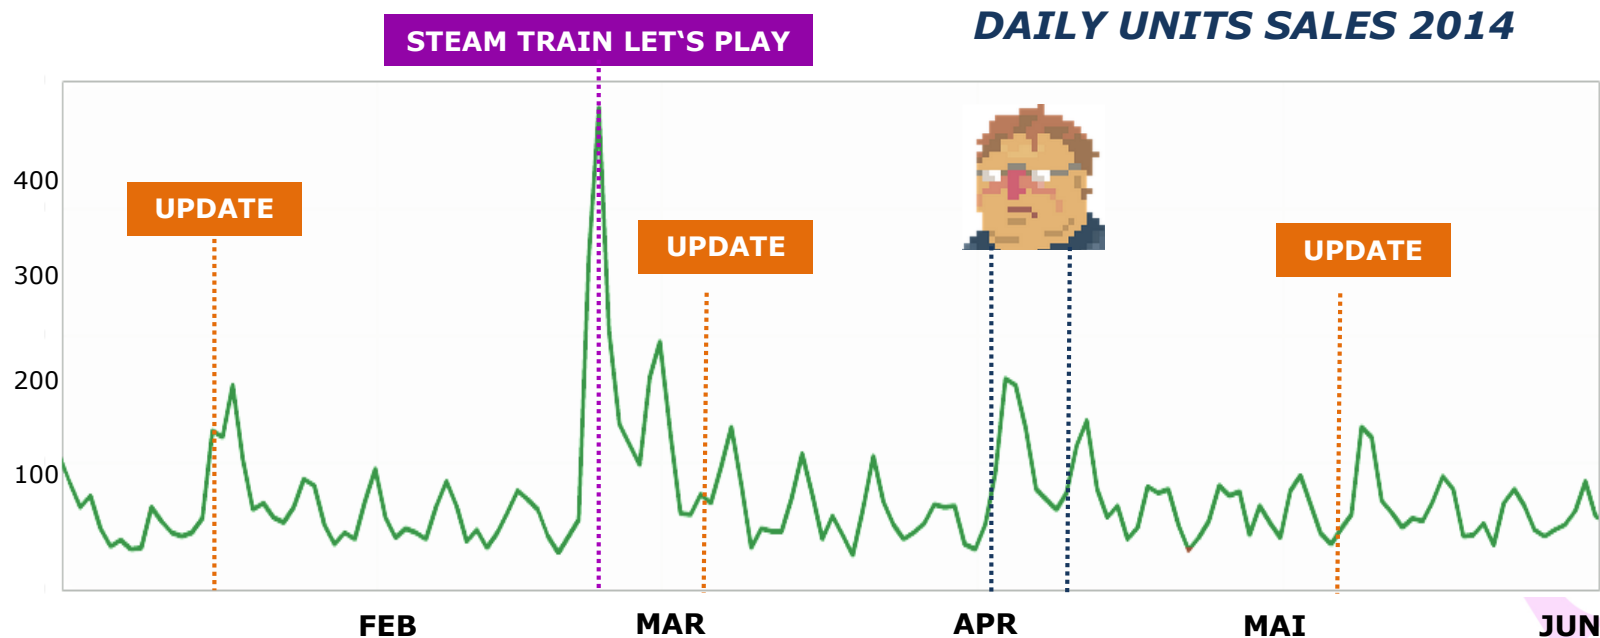 DAILY UNITS SALES 2014
STEAM TRAIN LET‘S PLAY
400
UPDATE
UPDATE
UPDATE
300
200
100
FEB
MAR
APR
MAI
JUN